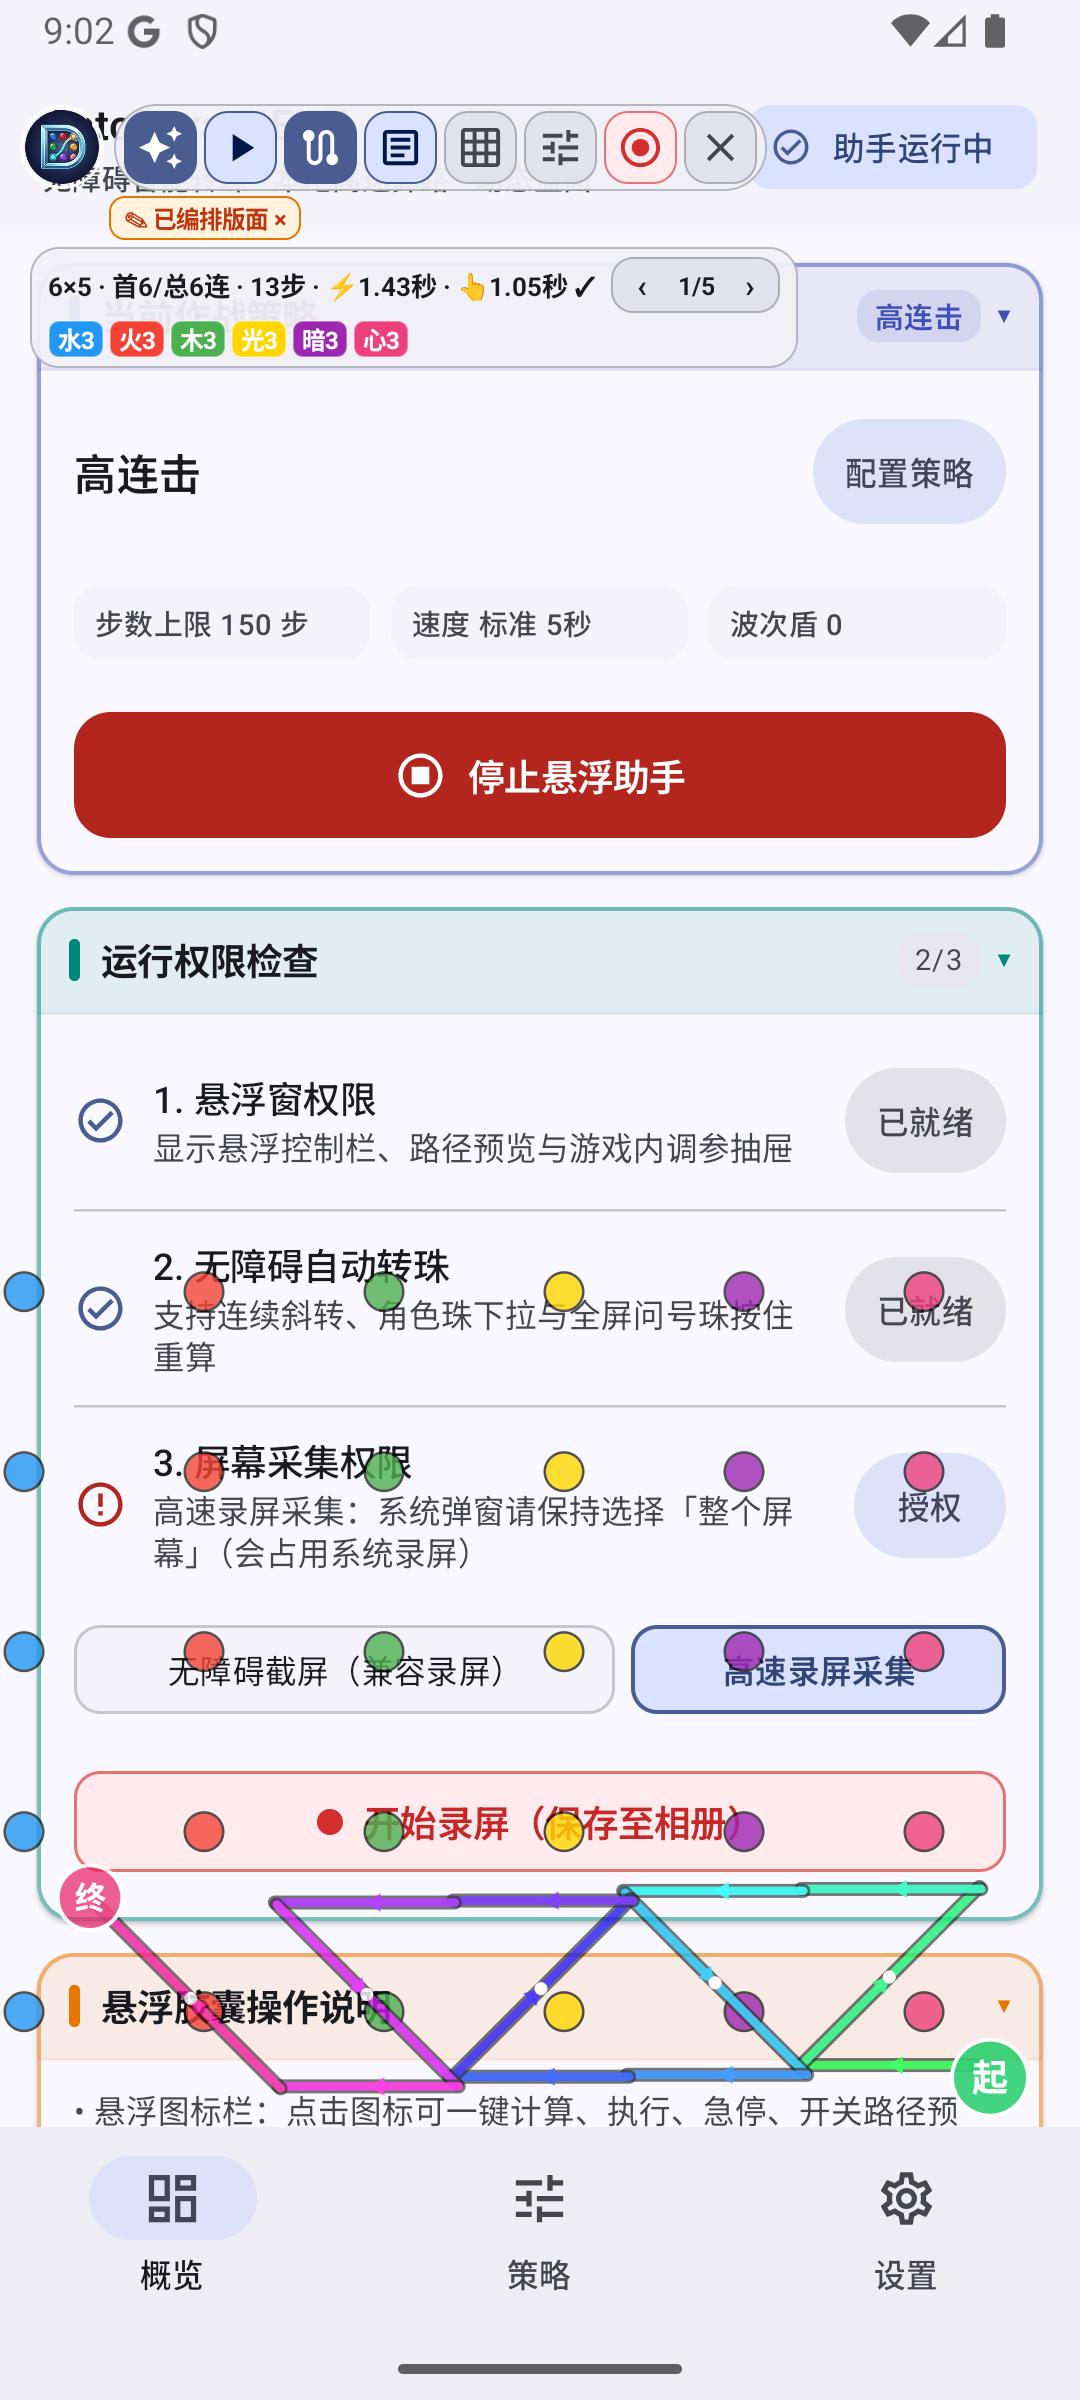 9:02
助手运行中
已编排版面 ×
6×5 · 首6/总6连 · 13步 · ⚡1.43秒 · 👆1.05秒 ✓
‹ 1/5 ›
水3 火3 木3 光3 暗3 心3
当前作战策略
高连击 ▼
高连击
配置策略
步数上限 150 步
速度 标准 5秒
波次盾 0
停止悬浮助手
运行权限检查
2/3 ▼
1. 悬浮窗权限
显示悬浮控制栏、路径预览与游戏内调参抽屉
已就绪
2. 无障碍自动转珠
支持连续斜转、角色珠下拉与全屏问号珠按住
重算
已就绪
3. 屏幕采集权限
高速录屏采集：系统弹窗请保持选择「整个屏
幕」（会占用系统录屏）
授权
无障碍截屏（兼容录屏）
高速录屏采集
开始录屏（保存至相册）
终
悬浮胶囊操作说明
▼
起
• 悬浮图标栏：点击图标可一键计算、执行、急停、开关路径预
概览
策略
设置